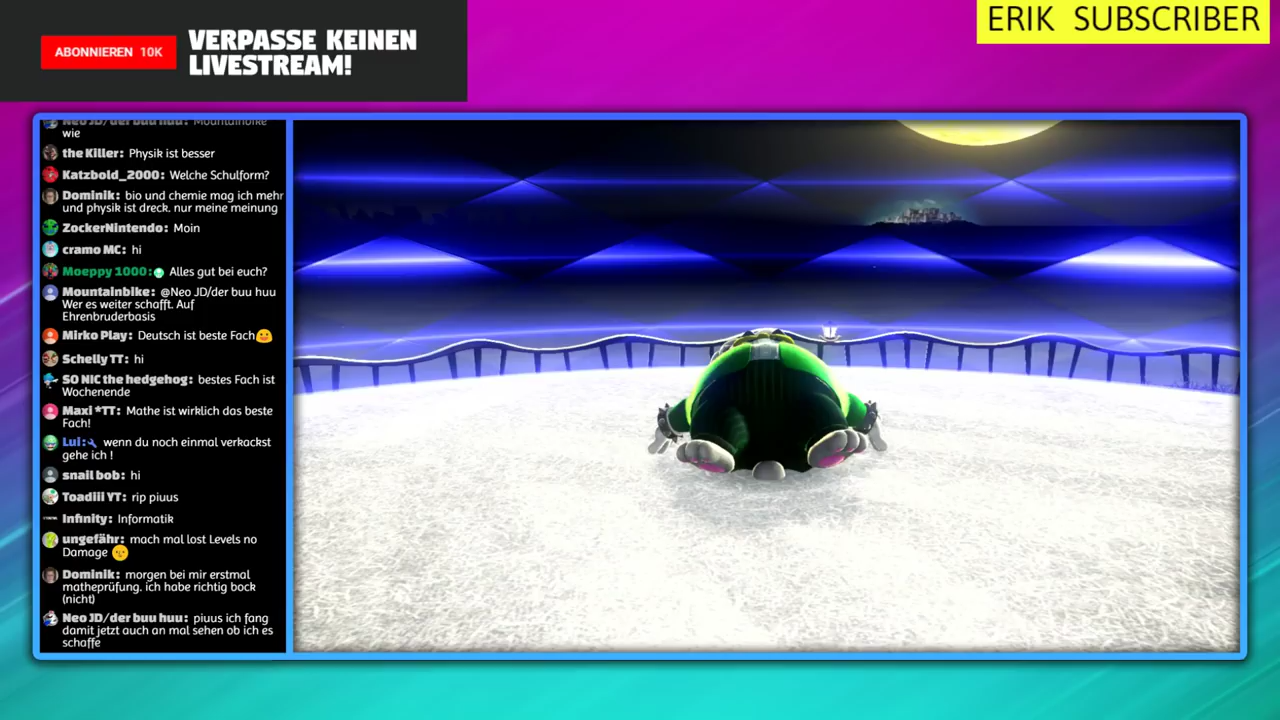 ABONNIEREN 10K
VERPASSE KEINEN
LIVESTREAM!
ERIK SUBSCRIBER
Neo JD/der buu huu: Mountainbike
wie
the Killer: Physik ist besser
Katzbold_2000: Welche Schulform?
Dominik: bio und chemie mag ich mehr
und physik ist dreck. nur meine meinung
ZockerNintendo: Moin
cramo MC: hi
Moeppy 1000: Alles gut bei euch?
Mountainbike: @Neo JD/der buu huu
Wer es weiter schafft. Auf
Ehrenbruderbasis
Mirko Play: Deutsch ist beste Fach
Schelly TT: hi
SO NIC the hedgehog: bestes Fach ist
Wochenende
Maxi *TT: Mathe ist wirklich das beste
Fach!
Lui: wenn du noch einmal verkackst
gehe ich !
snail bob: hi
Toadiii YT: rip piuus
Infinity: Informatik
ungefähr: mach mal lost Levels no
Damage
Dominik: morgen bei mir erstmal
matheprüfung. ich habe richtig bock
(nicht)
Neo JD/der buu huu: piuus ich fang
damit jetzt auch an mal sehen ob ich es
schaffe